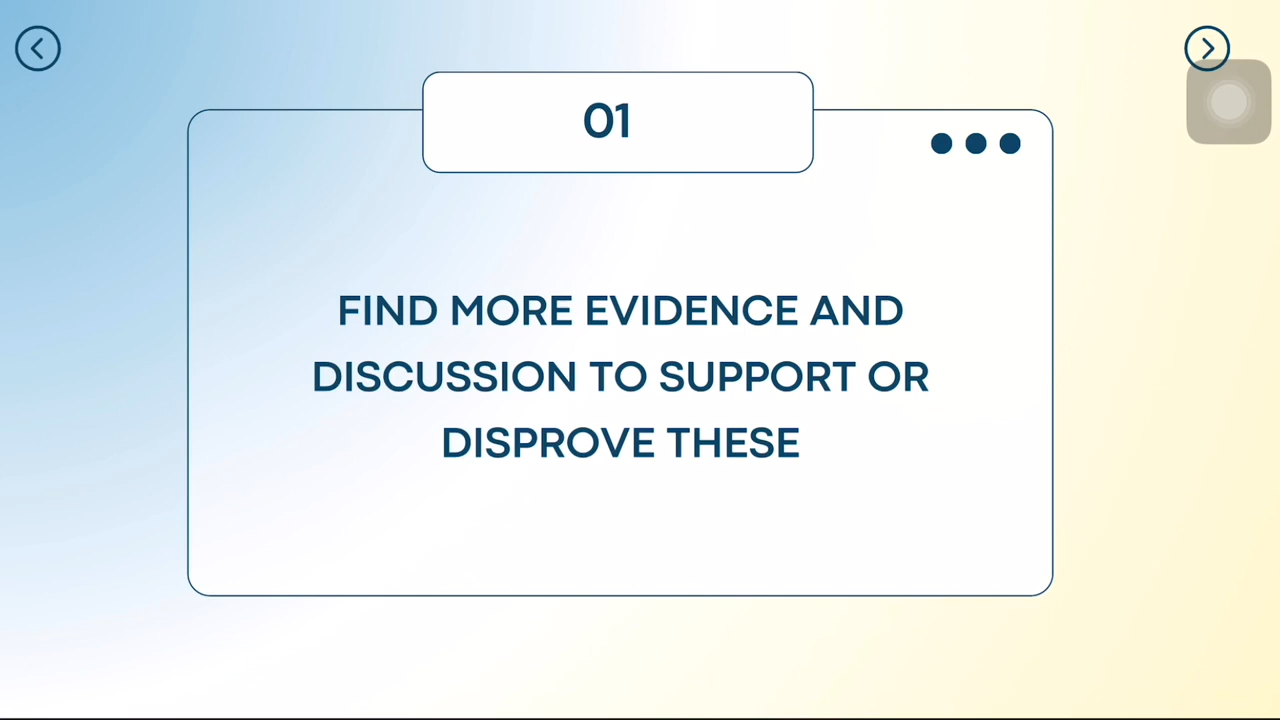 01
FIND MORE EVIDENCE AND
DISCUSSION TO SUPPORT OR
DISPROVE THESE